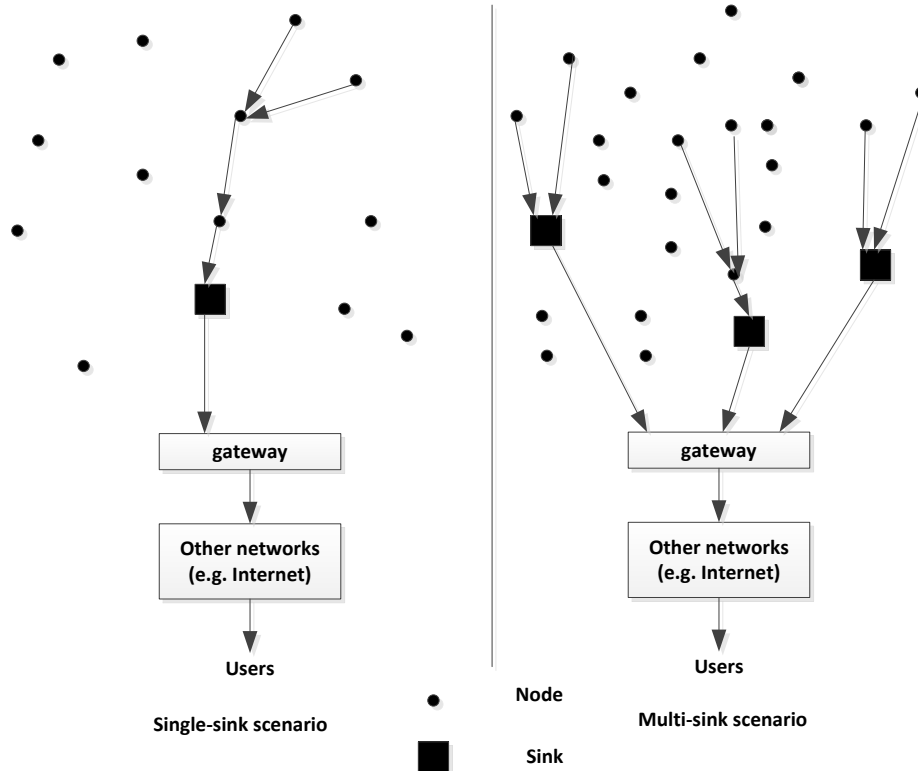 gateway
Other networks
(e.g. Internet)
Users
Single-sink scenario
gateway
Other networks
(e.g. Internet)
Users
Multi-sink scenario
Node
Sink